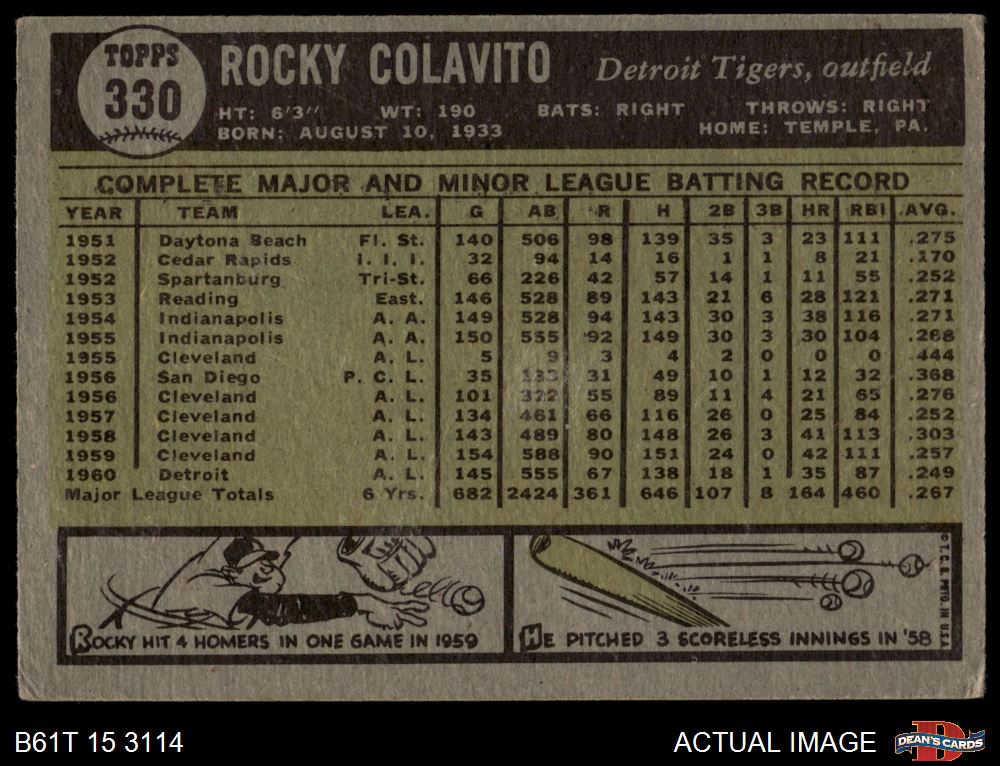 TOPPS
330
ROCKY COLAVITO Detroit Tigers, outfield
HT: 6'3" WT: 190 BATS: RIGHT THROWS: RIGHT
BORN: AUGUST 10, 1933 HOME: TEMPLE, PA.
COMPLETE MAJOR AND MINOR LEAGUE BATTING RECORD
YEAR TEAM LEA. G AB R H 2B 3B HR RBI AVG.
1951 Daytona Beach Fl. St. 140 506 98 139 35 3 23 111 .275
1952 Cedar Rapids I. I. I. 32 94 14 16 1 1 8 21 .170
1952 Spartanburg Tri-St. 66 226 42 57 14 1 11 55 .252
1953 Reading East. 146 528 89 143 21 6 28 121 .271
1954 Indianapolis A. A. 149 528 94 143 30 3 38 116 .271
1955 Indianapolis A. A. 150 555 92 149 30 3 30 104 .268
1955 Cleveland A. L. 5 9 3 4 2 0 0 0 .444
1956 San Diego P. C. L. 35 133 31 49 10 1 12 32 .368
1956 Cleveland A. L. 101 322 55 89 11 4 21 65 .276
1957 Cleveland A. L. 134 461 66 116 26 0 25 84 .252
1958 Cleveland A. L. 143 489 80 148 26 3 41 113 .303
1959 Cleveland A. L. 154 588 90 151 24 0 42 111 .257
1960 Detroit A. L. 145 555 67 138 18 1 35 87 .249
Major League Totals 6 Yrs. 682 2424 361 646 107 8 164 460 .267
ROCKY HIT 4 HOMERS IN ONE GAME IN 1959
HE PITCHED 3 SCORELESS INNINGS IN '58
© T.C.G. PRTD. IN U.S.A.
B61T 15 3114
ACTUAL IMAGE
DEAN'S CARDS